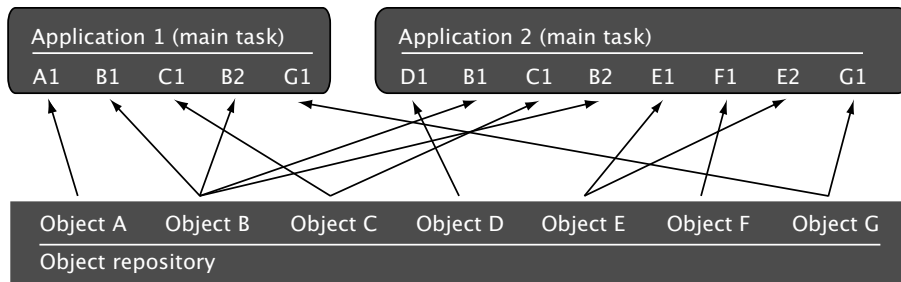 Application 1 (main task)
A1 B1 C1 B2 G1
Application 2 (main task)
D1 B1 C1 B2 E1 F1 E2 G1
Object A Object B Object C Object D Object E Object F Object G
Object repository